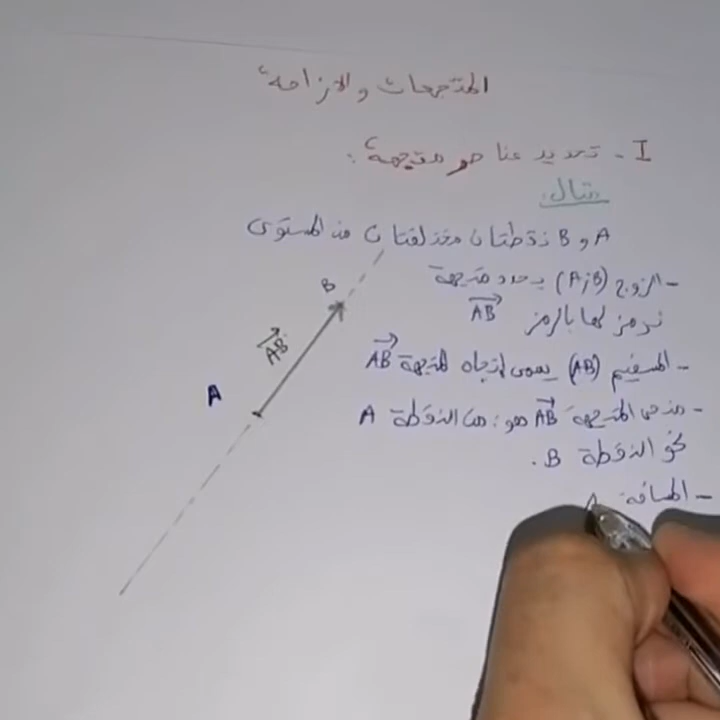 المتجهات والازاحة
I - تحديد عناصر متجهة:
مثال:
A و B نقطتان مختلفتان من المستوى
- الزوج (A;B) يحدد متجهة
نرمز لها بالرمز AB
- المستقيم (AB) يسمى اتجاه المتجهة AB
- منحى المتجهة AB هو: من النقطة A
نحو النقطة B.
- المسافة A
B
AB
A